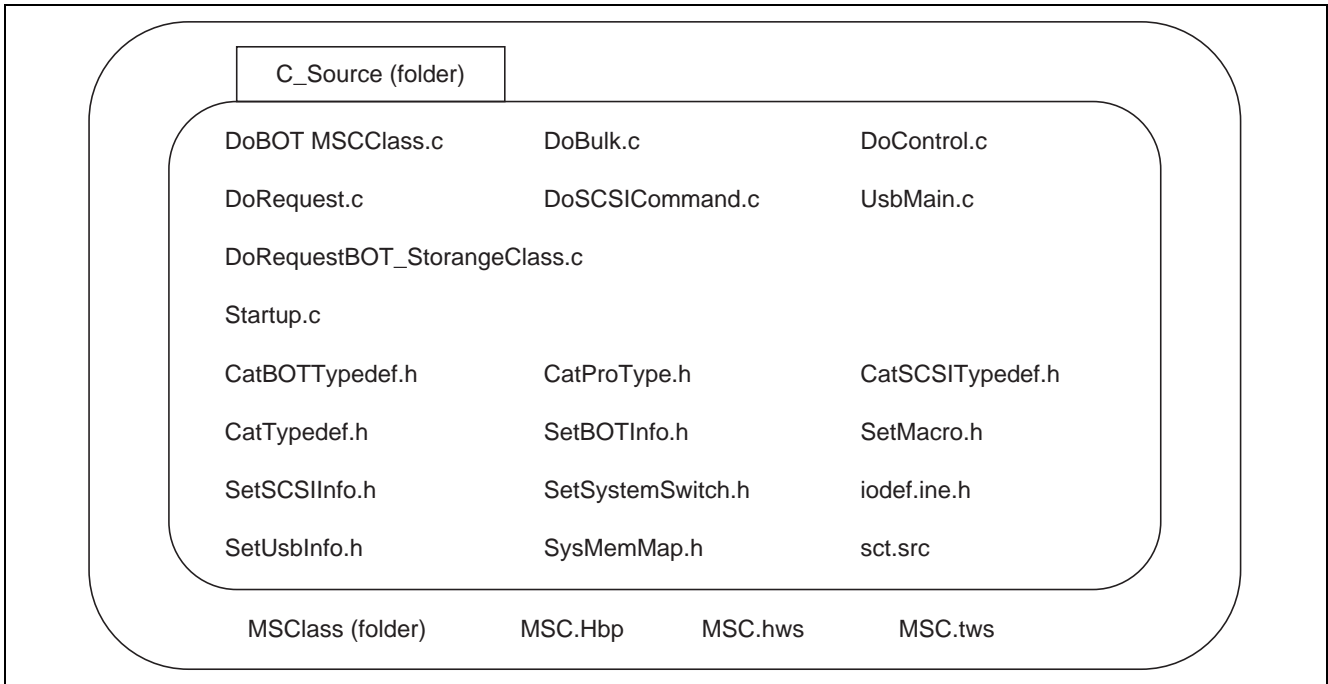 C_Source (folder)
DoBOT MSCClass.c DoBulk.c DoControl.c
DoRequest.c DoSCSICommand.c UsbMain.c
DoRequestBOT_StorangeClass.c
Startup.c
CatBOTTypedef.h CatProType.h CatSCSITypedef.h
CatTypedef.h SetBOTInfo.h SetMacro.h
SetSCSIInfo.h SetSystemSwitch.h iodef.ine.h
SetUsbInfo.h SysMemMap.h sct.src
MSClass (folder) MSC.Hbp MSC.hws MSC.tws